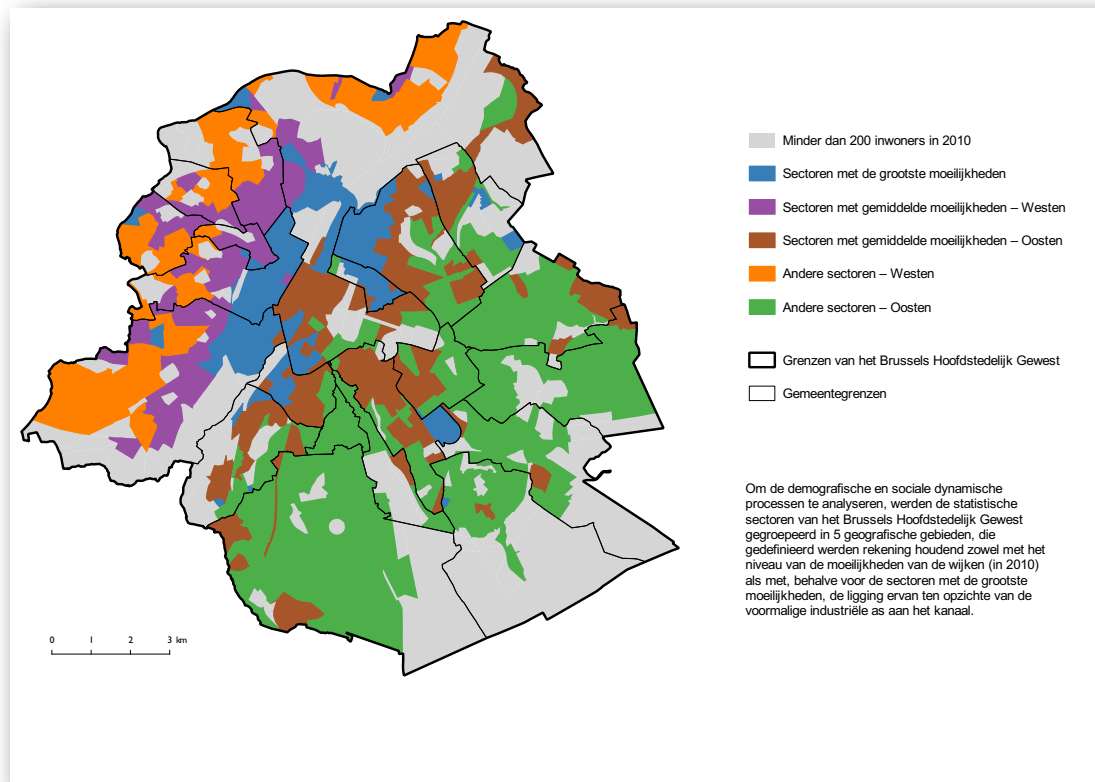 Minder dan 200 inwoners in 2010
Sectoren met de grootste moeilijkheden
Sectoren met gemiddelde moeilijkheden – Westen
Sectoren met gemiddelde moeilijkheden – Oosten
Andere sectoren – Westen
Andere sectoren – Oosten
Grenzen van het Brussels Hoofdstedelijk Gewest
Gemeentegrenzen
Om de demografische en sociale dynamische
processen te analyseren, werden de statistische
sectoren van het Brussels Hoofdstedelijk Gewest
gegroepeerd in 5 geografische gebieden, die
gedefinieerd werden rekening houdend zowel met het
niveau van de moeilijkheden van de wijken (in 2010)
als met, behalve voor de sectoren met de grootste
moeilijkheden, de ligging ervan ten opzichte van de
voormalige industriële as aan het kanaal.
0 1 2 3 km